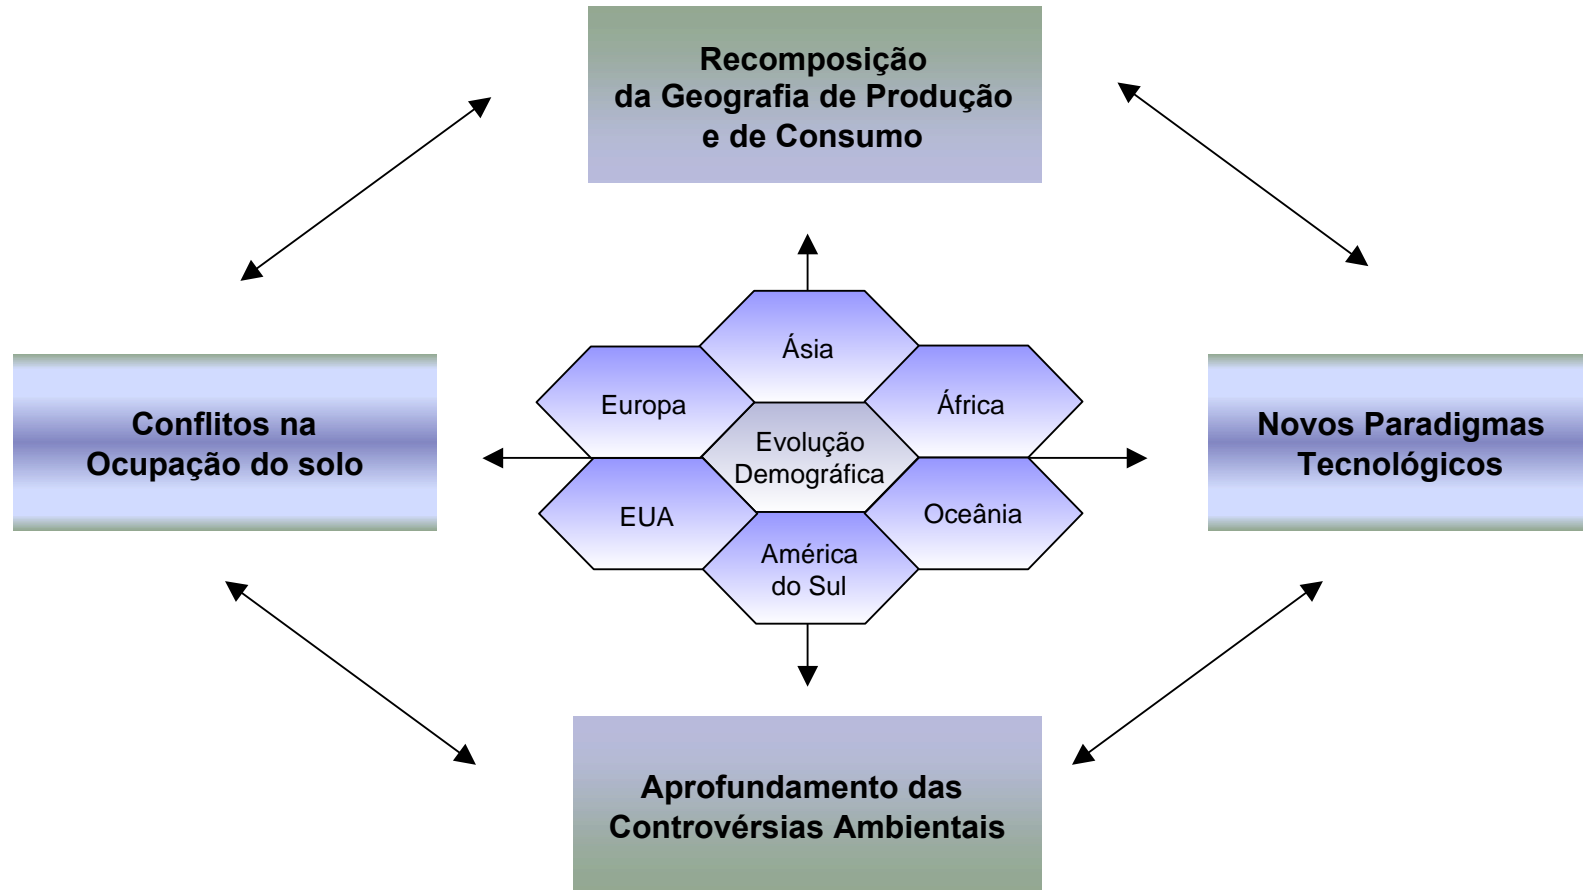 Recomposição
da Geografia de Produção
e de Consumo
Ásia
Europa
África
Conflitos na
Ocupação do solo
Evolução
Demográfica
Novos Paradigmas
Tecnológicos
EUA
Oceânia
América
do Sul
Aprofundamento das
Controvérsias Ambientais